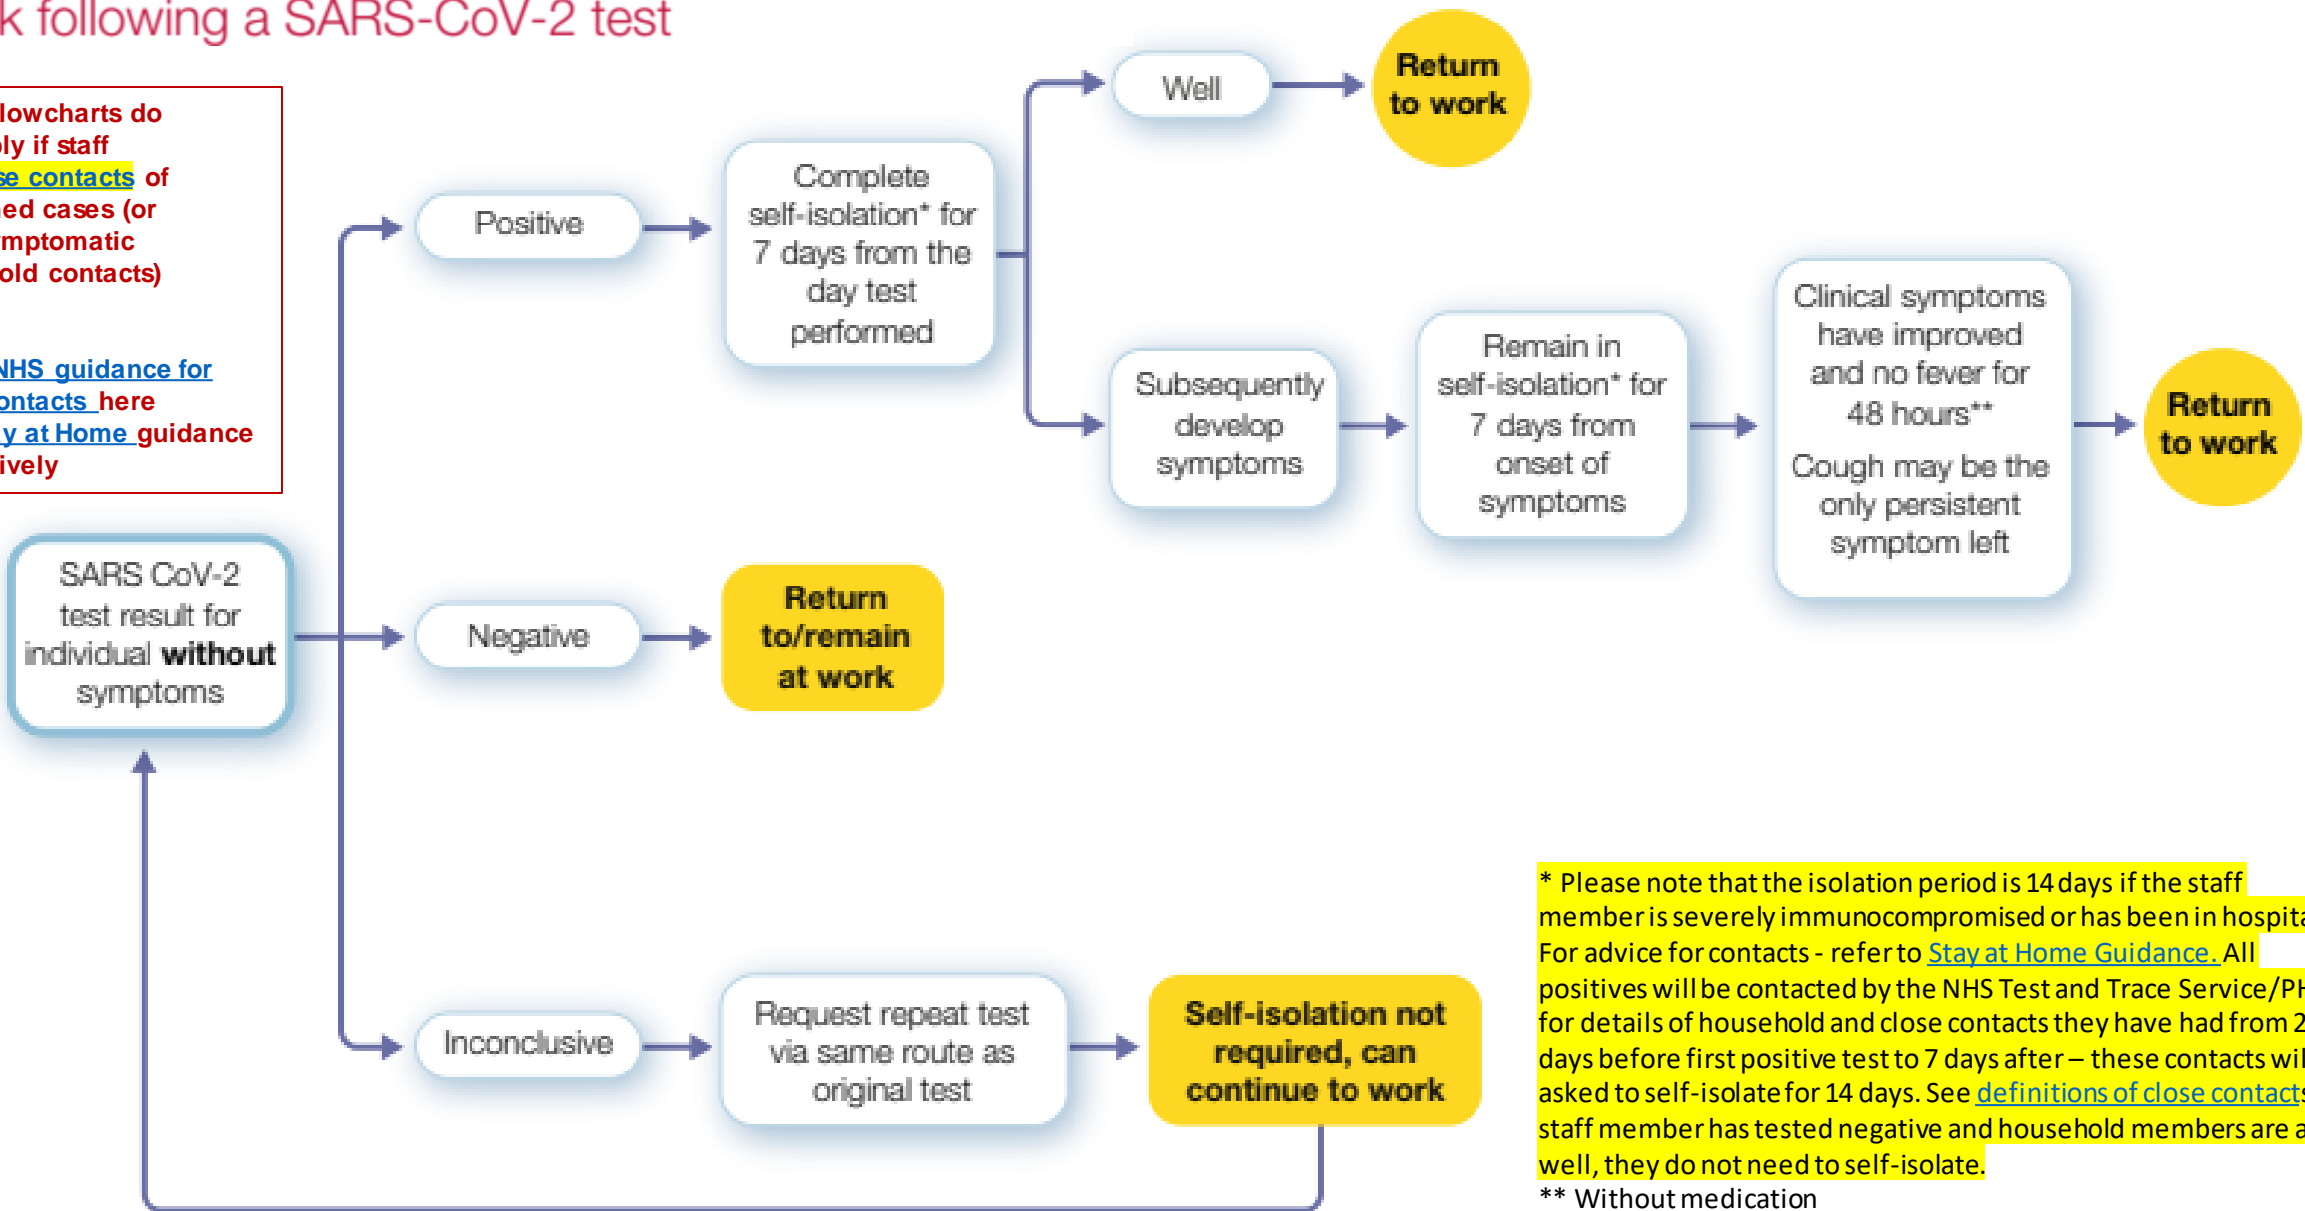 k following a SARS-CoV-2 test
lowcharts do
ly if staff
se contacts of
ed cases (or
mptomatic
old contacts)
NHS guidance for
ontacts here
y at Home guidance
ively
SARS CoV-2
test result for
individual without
symptoms
Positive
Complete
self-isolation* for
7 days from the
day test
performed
Well
Return
to work
Subsequently
develop
symptoms
Remain in
self-isolation* for
7 days from
onset of
symptoms
Clinical symptoms
have improved
and no fever for
48 hours**
Cough may be the
only persistent
symptom left
Return
to work
Negative
Return
to/remain
at work
Inconclusive
Request repeat test
via same route as
original test
Self-isolation not
required, can
continue to work
* Please note that the isolation period is 14 days if the staff
member is severely immunocompromised or has been in hospita
For advice for contacts - refer to Stay at Home Guidance. All
positives will be contacted by the NHS Test and Trace Service/PH
for details of household and close contacts they have had from 2
days before first positive test to 7 days after – these contacts wil
asked to self-isolate for 14 days. See definitions of close contacts
staff member has tested negative and household members are a
well, they do not need to self-isolate.
** Without medication